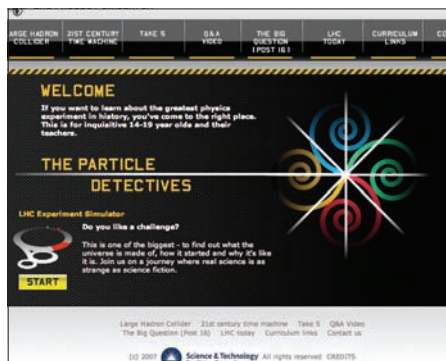 ARGE HADRON
COLLIDER
21ST CENTURY
TIME MACHINE
TAKE 5
Q&A
VIDEO
THE BIG
QUESTION
(POST 16)
LHC
TODAY
CURRICULUM
LINKS
CO
WELCOME
If you want to learn about the greatest physics
experiment in history, you've come to the right place.
This is for inquisitive 14-19 year olds and their
teachers.
THE PARTICLE
DETECTIVES
LHC Experiment Simulator
Do you like a challenge?
This is one of the biggest - to find out what the
universe is made of, how it started and why it's like
it is. Join us on a journey where real science is as
strange as science fiction.
START
Large Hadron Collider 21st century time machine Take 5 Q&A Video
The Big Question (Post 16) LHC today Curriculum links Contact us
(c) 2007 Science & Technology All rights reserved CREDITS